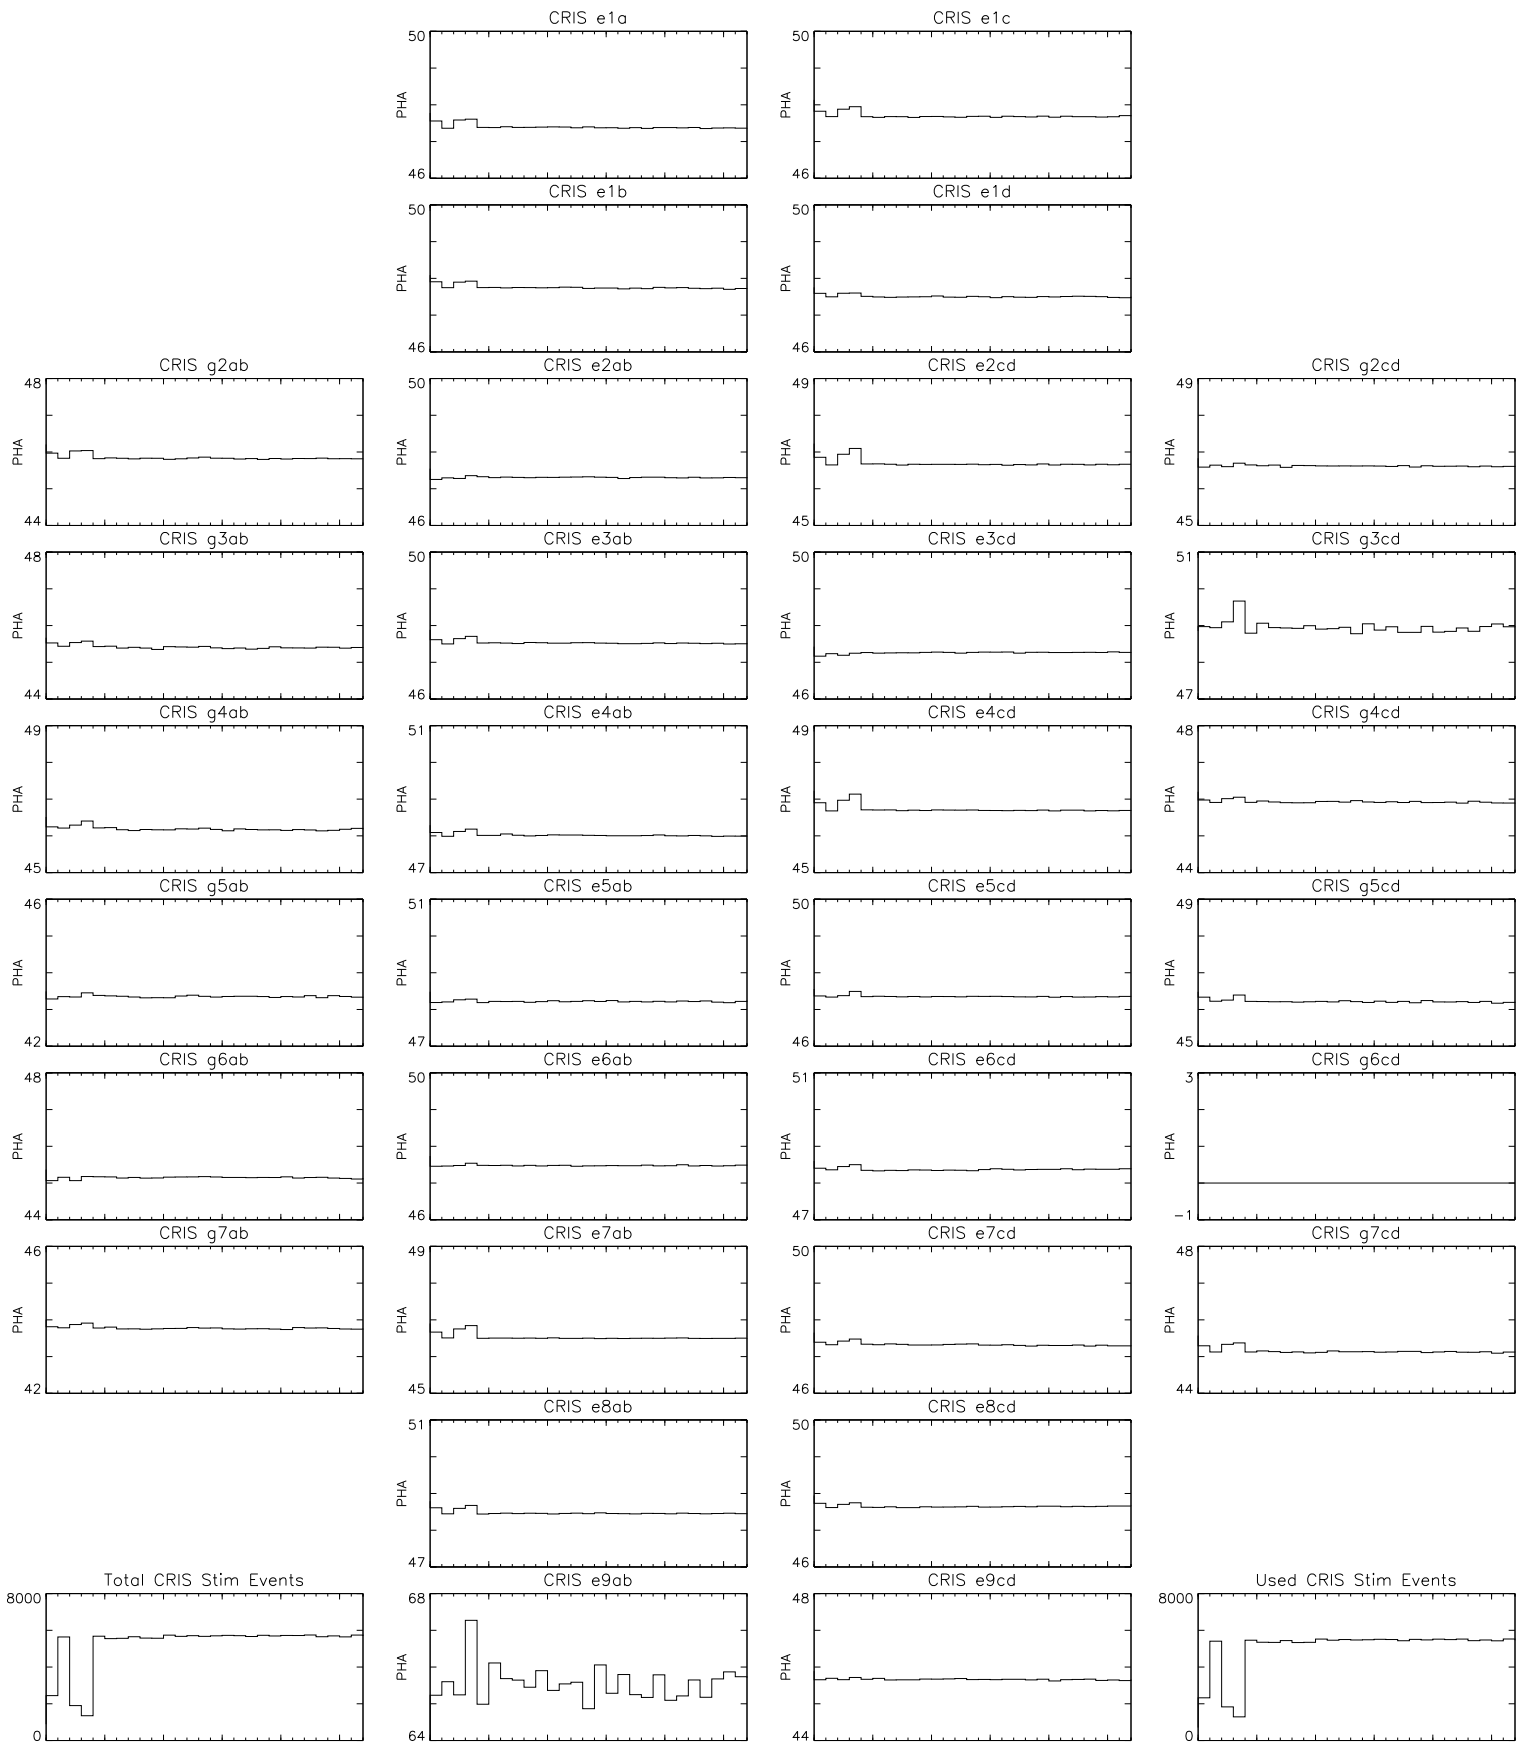 CRIS e1a
50
PHA
46
CRIS e1c
50
PHA
46
CRIS e1b
50
PHA
46
CRIS e1d
50
PHA
46
CRIS g2ab
48
PHA
44
CRIS e2ab
50
PHA
46
CRIS e2cd
49
PHA
45
CRIS g2cd
49
PHA
45
CRIS g3ab
48
PHA
44
CRIS e3ab
50
PHA
46
CRIS e3cd
50
PHA
46
CRIS g3cd
51
PHA
47
CRIS g4ab
49
PHA
45
CRIS e4ab
51
PHA
47
CRIS e4cd
49
PHA
45
CRIS g4cd
48
PHA
44
CRIS g5ab
46
PHA
42
CRIS e5ab
51
PHA
47
CRIS e5cd
50
PHA
46
CRIS g5cd
49
PHA
45
CRIS g6ab
48
PHA
44
CRIS e6ab
50
PHA
46
CRIS e6cd
51
PHA
47
CRIS g6cd
3
PHA
-1
CRIS g7ab
46
PHA
42
CRIS e7ab
49
PHA
45
CRIS e7cd
50
PHA
46
CRIS g7cd
48
PHA
44
CRIS e8ab
51
PHA
47
CRIS e8cd
50
PHA
46
Total CRIS Stim Events
8000
0
CRIS e9ab
68
PHA
64
CRIS e9cd
48
PHA
44
Used CRIS Stim Events
8000
0